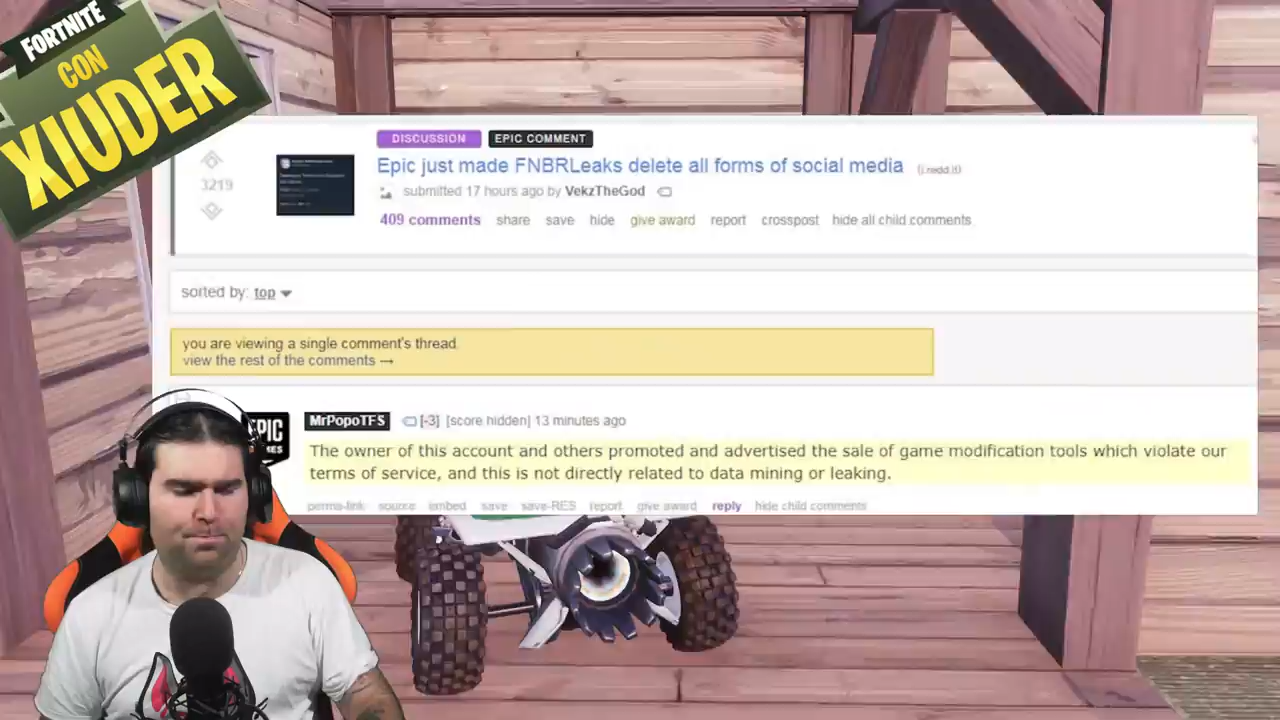 FORTNITE
CON
XIUDER
DISCUSSION EPIC COMMENT
3219
Epic just made FNBRLeaks delete all forms of social media (i.redd.it)
submitted 17 hours ago by VekzTheGod
409 comments share save hide give award report crosspost hide all child comments
sorted by: top
you are viewing a single comment's thread.
view the rest of the comments →
EPIC
MrPopoTFS [-3] [score hidden] 13 minutes ago
The owner of this account and others promoted and advertised the sale of game modification tools which violate our
terms of service, and this is not directly related to data mining or leaking.
perma-link source embed save save-RES report give award reply hide child comments